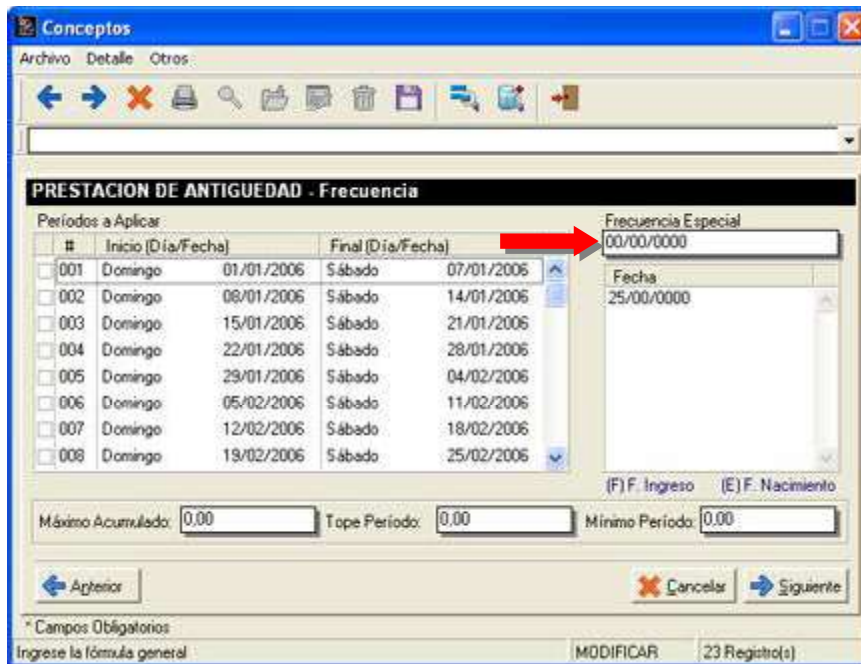 Conceptos
Archivo Detalle Otros
PRESTACION DE ANTIGUEDAD - Frecuencia
Períodos a Aplicar
Frecuencia Especial
# Inicio (Día/Fecha) Final (Día/Fecha)
00/00/0000
001 Domingo 01/01/2006 Sábado 07/01/2006
Fecha
002 Domingo 08/01/2006 Sábado 14/01/2006
25/00/0000
003 Domingo 15/01/2006 Sábado 21/01/2006
004 Domingo 22/01/2006 Sábado 28/01/2006
005 Domingo 29/01/2006 Sábado 04/02/2006
006 Domingo 05/02/2006 Sábado 11/02/2006
007 Domingo 12/02/2006 Sábado 18/02/2006
008 Domingo 19/02/2006 Sábado 25/02/2006
(F) F. Ingreso (E) F. Nacimiento
Máximo Acumulado: 0,00 Tope Período: 0,00 Mínimo Período: 0,00
Anterior Cancelar Siguiente
* Campos Obligatorios
Ingrese la fórmula general MODIFICAR 23 Registro(s)